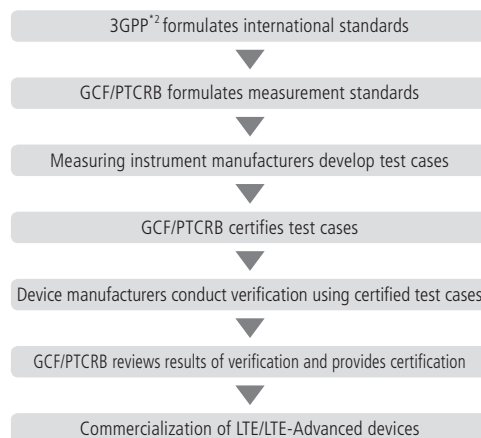 3GPP*2 formulates international standards
GCF/PTCRB formulates measurement standards
Measuring instrument manufacturers develop test cases
GCF/PTCRB certifies test cases
Device manufacturers conduct verification using certified test cases
GCF/PTCRB reviews results of verification and provides certification
Commercialization of LTE/LTE-Advanced devices